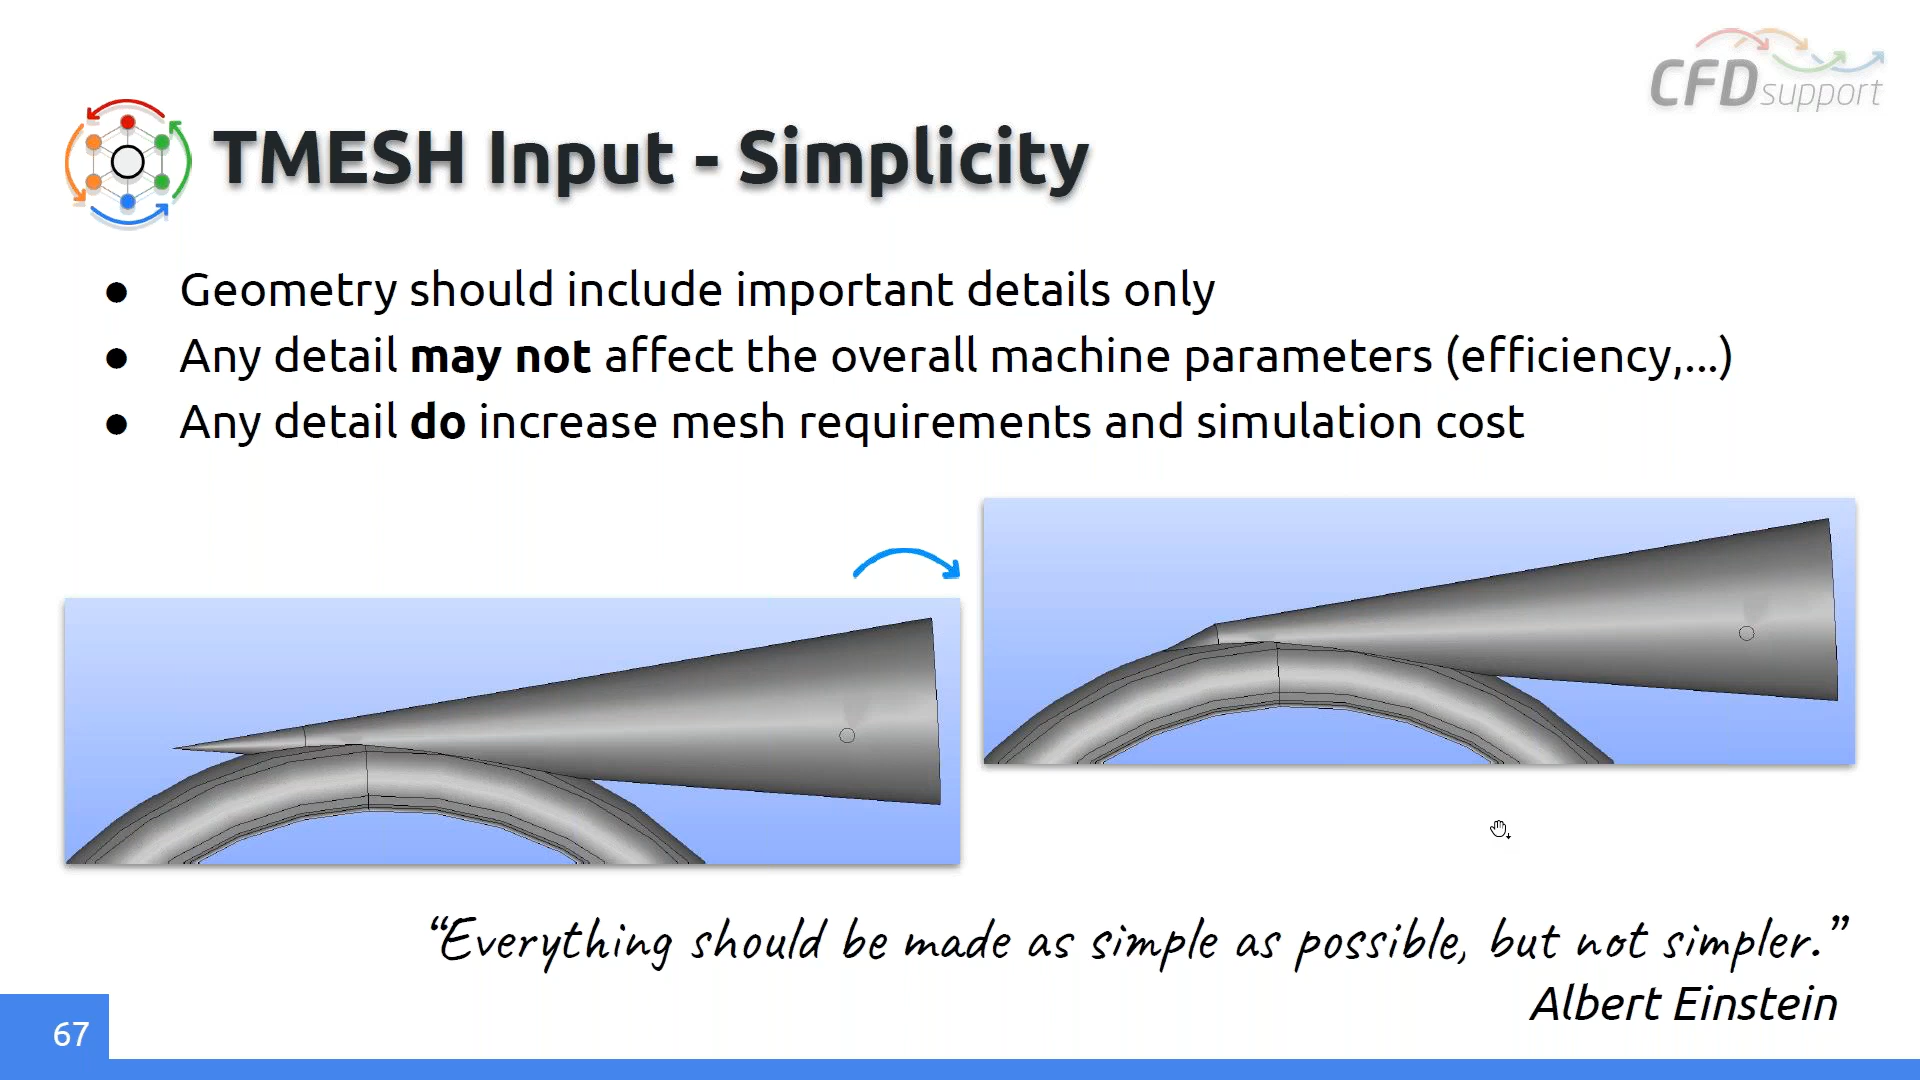 CFD support
TMESH Input - Simplicity
● Geometry should include important details only
● Any detail may not affect the overall machine parameters (efficiency,...)
● Any detail do increase mesh requirements and simulation cost
“Everything should be made as simple as possible, but not simpler.”
Albert Einstein
67